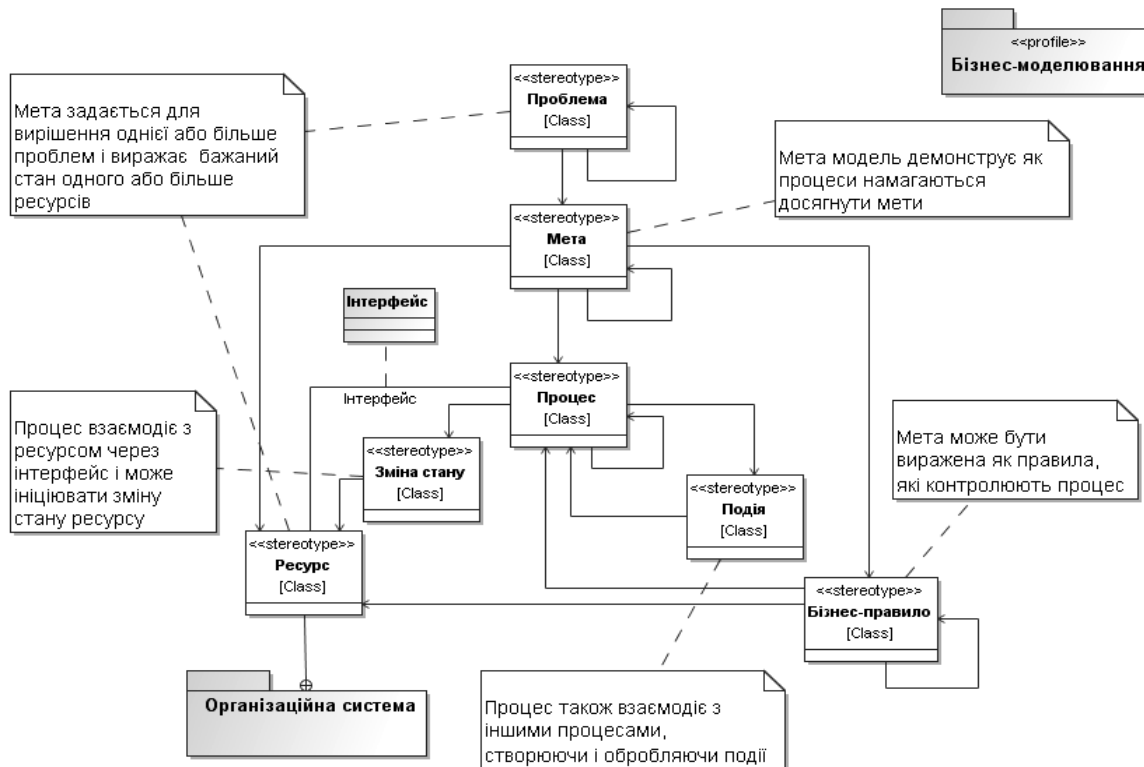 <<profile>>
Бізнес-моделювання
<<stereotype>>
Проблема
[Class]
Мета задається для
вирішення однієї або більше
проблем і виражає бажаний
стан одного або більше
ресурсів
Мета модель демонструє як
процеси намагаються
досягнути мети
<<stereotype>>
Мета
[Class]
Інтерфейс
<<stereotype>>
Процес
[Class]
Інтерфейс
Процес взаємодіє з
ресурсом через
інтерфейс і може
ініціювати зміну
стану ресурсу
<<stereotype>>
Зміна стану
[Class]
Мета може бути
виражена як правила,
які контролюють процес
<<stereotype>>
Подія
[Class]
<<stereotype>>
Ресурс
[Class]
<<stereotype>>
Бізнес-правило
[Class]
Організаційна система
Процес також взаємодіє з
іншими процесами,
створюючи і обробляючи події